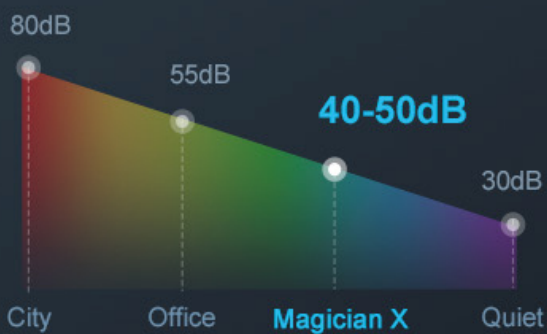 80dB
55dB
40-50dB
30dB
City Office Magician X Quiet